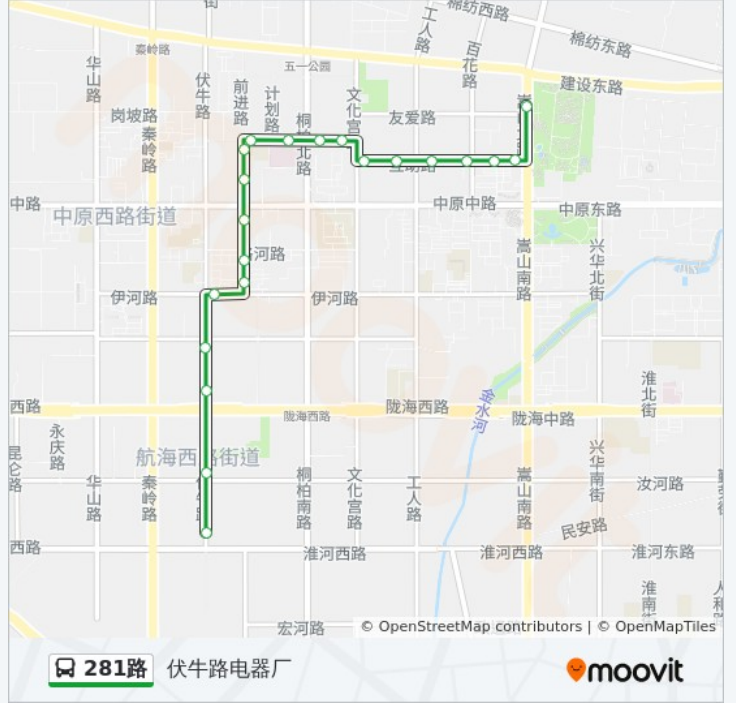 街
工人路
棉纺西路
棉纺东路
百花路
秦岭路
华山路
五一公園
伏牛路
前进路
计划路
文化宫
建设东路
岗坡路
秦岭路
友爱路
中路
中原西路街道
中原中路
中原东路
河路
嵩山南路
兴华北路
伊河路
伊河路
西路
陇海西路
陇海西路
陇海中路
金水河
淮北街
永庆路
昆仑路
航海西
街道
华山路
秦岭路
桐柏南路
文化宫路
工人路
嵩山南路
兴华南街
汝河路
民安路
西路
淮河西路
淮河西路
淮河东路
淮南街
宏河路
© OpenStreetMap contributors | © OpenMapTiles
281路 伏牛路电器厂 moovit